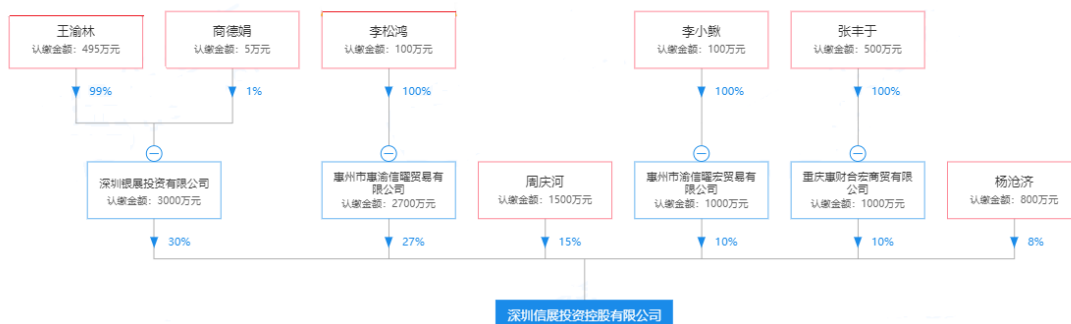 王渝林
认缴金额：495万元
商德娟
认缴金额：5万元
李松鸿
认缴金额：100万元
李小鳅
认缴金额：100万元
张丰于
认缴金额：500万元
99%
1%
100%
100%
100%
深圳银展投资有限公司
认缴金额：3000万元
惠州市惠渝信曜贸易有
限公司
认缴金额：2700万元
周庆河
认缴金额：1500万元
惠州市渝信曜宏贸易有
限公司
认缴金额：1000万元
重庆惠财合宏商贸有限
公司
认缴金额：1000万元
杨沧济
认缴金额：800万元
30%
27%
15%
10%
10%
8%
深圳信展投资控股有限公司